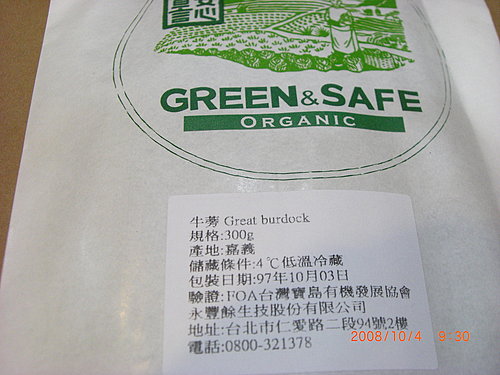 GREEN&SAFE
ORGANIC
牛蒡 Great burdock
規格:300g
產地:嘉義
儲藏條件:4℃低溫冷藏
包裝日期:97年10月03日
驗證:FOA台灣寶島有機發展協會
永豐餘生技股份有限公司
地址:台北市仁愛路二段94號2樓
電話:0800-321378
2008/10/4 9:30